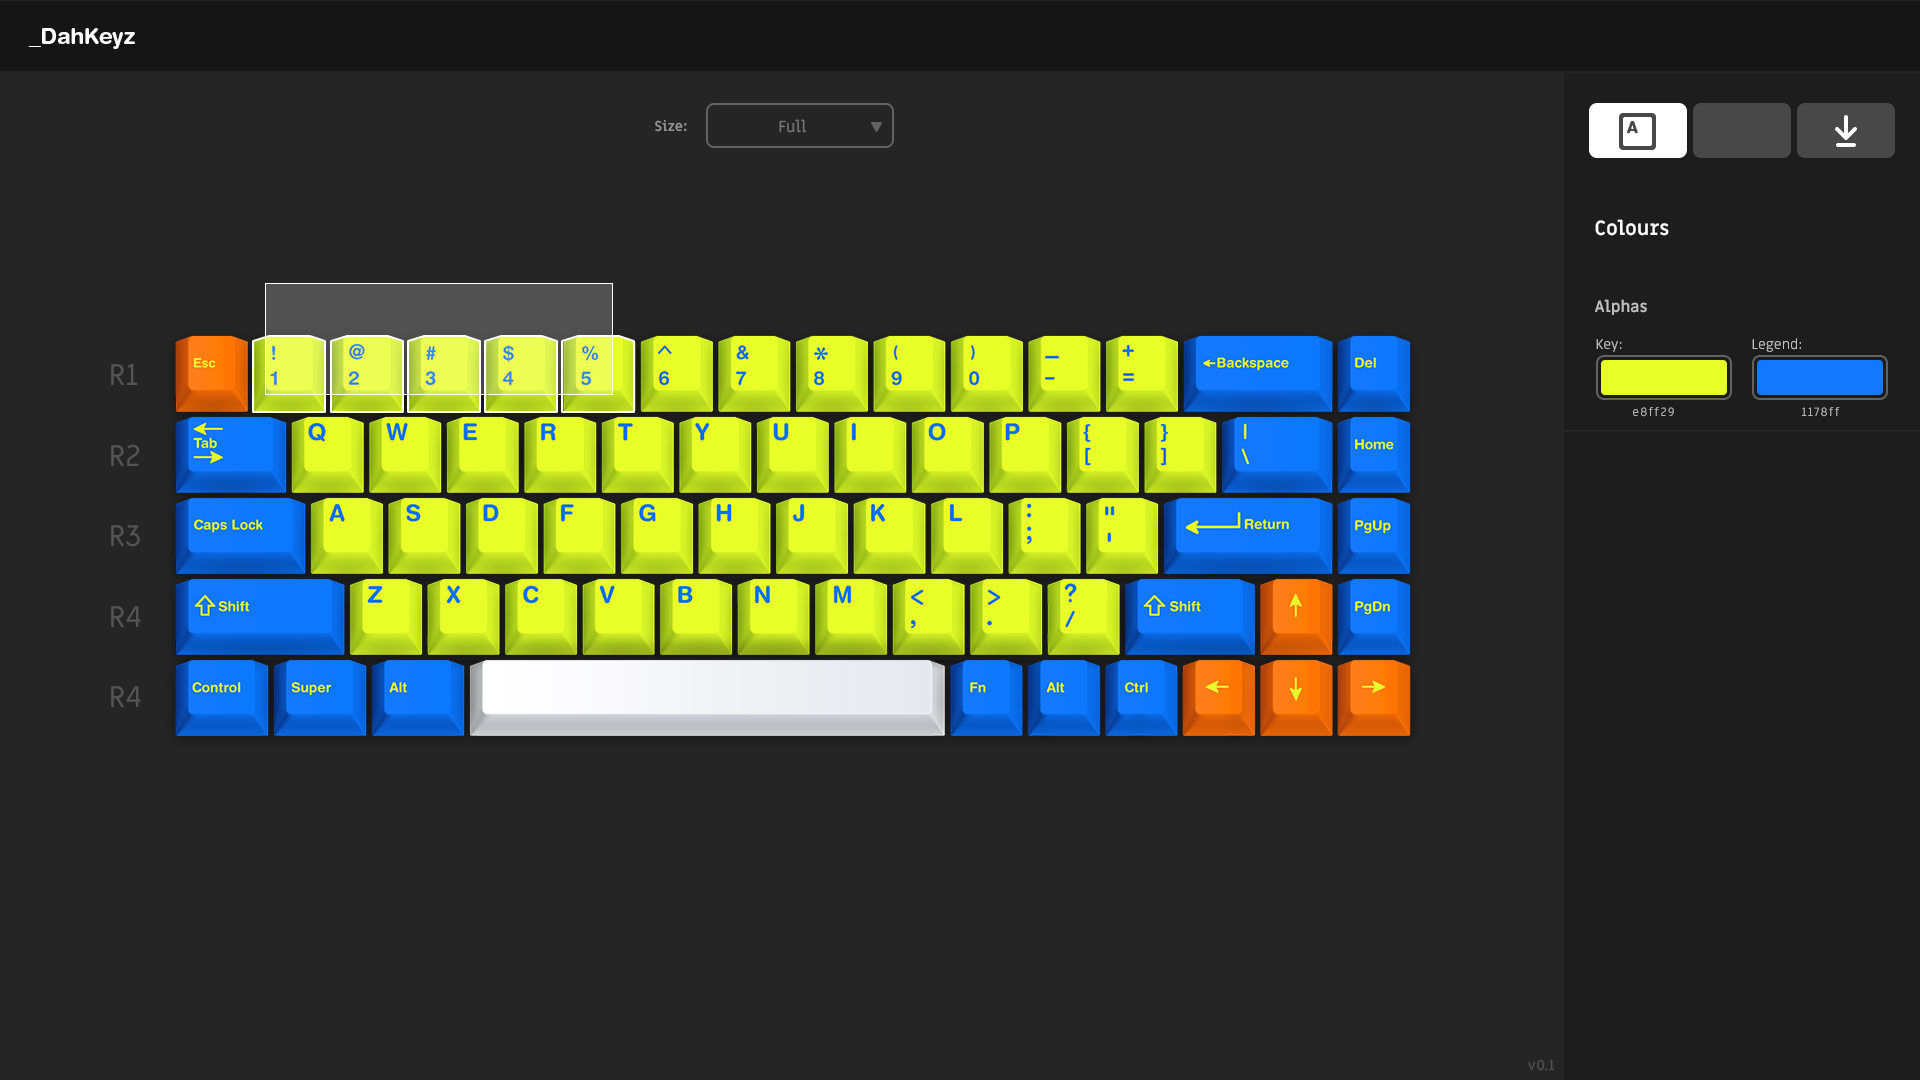 _DahKeyz
Size: Full
A
Colours
Alphas
Key: Legend:
e8ff29 1178ff
R1 Esc ! 1 @ 2 # 3 $ 4 % 5 ^ 6 & 7 * 8 ( 9 ) 0 _ - + = ←Backspace Del
R2 ← Tab → Q W E R T Y U I O P { [ } ] | \ Home
R3 Caps Lock A S D F G H J K L : ; " ' Return PgUp
R4 Shift Z X C V B N M < , > . ? / Shift ↑ PgDn
R4 Control Super Alt Fn Alt Ctrl ← ↓ →
v0.1